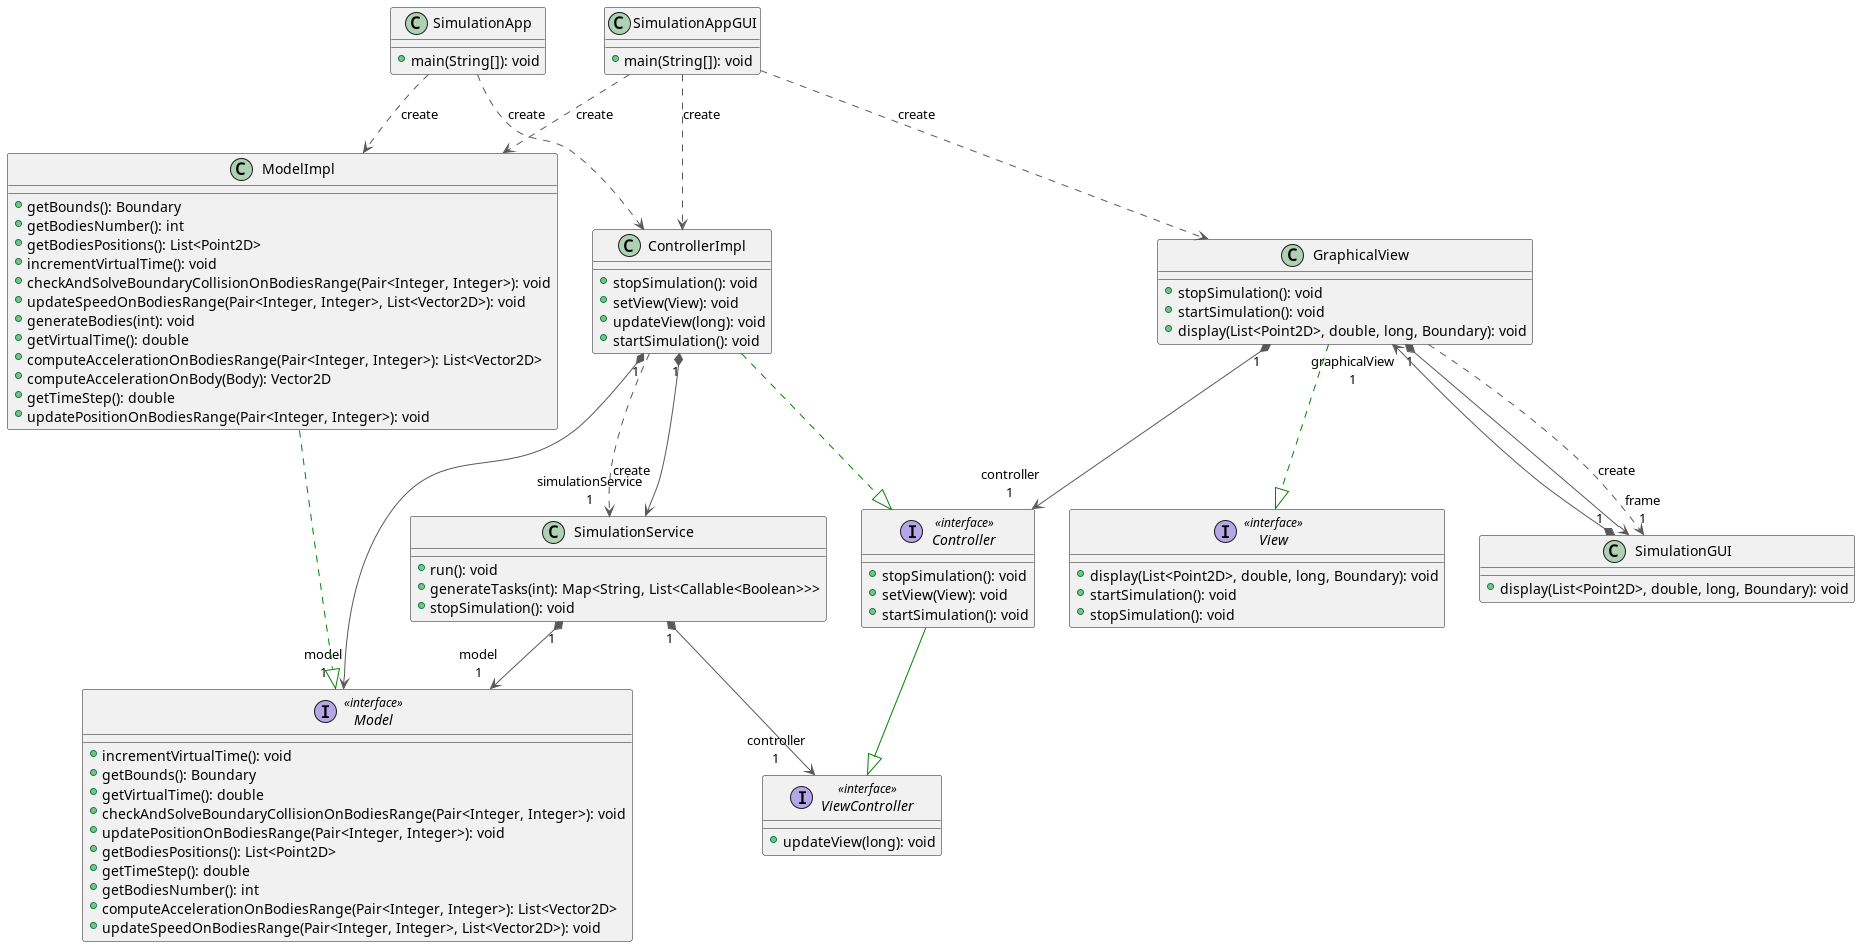 SimulationApp
main(String[]): void
SimulationAppGUI
main(String[]): void
create
create
create
create
create
ModelImpl
getBounds(): Boundary
getBodiesNumber(): int
getBodiesPositions(): List<Point2D>
incrementVirtualTime(): void
checkAndSolveBoundaryCollisionOnBodiesRange(Pair<Integer, Integer>): void
updateSpeedOnBodiesRange(Pair<Integer, Integer>, List<Vector2D>): void
generateBodies(int): void
getVirtualTime(): double
computeAccelerationOnBodiesRange(Pair<Integer, Integer>): List<Vector2D>
computeAccelerationOnBody(Body): Vector2D
getTimeStep(): double
updatePositionOnBodiesRange(Pair<Integer, Integer>): void
ControllerImpl
stopSimulation(): void
setView(View): void
updateView(long): void
startSimulation(): void
GraphicalView
stopSimulation(): void
startSimulation(): void
display(List<Point2D>, double, long, Boundary): void
1
1
1
graphicalView
1
1
create
simulationService
1
controller
1
create
frame
1
1
SimulationService
run(): void
generateTasks(int): Map<String, List<Callable<Boolean>>>
stopSimulation(): void
«interface»
Controller
stopSimulation(): void
setView(View): void
startSimulation(): void
«interface»
View
display(List<Point2D>, double, long, Boundary): void
startSimulation(): void
stopSimulation(): void
SimulationGUI
display(List<Point2D>, double, long, Boundary): void
1
1
model
1
model
1
controller
1
«interface»
Model
incrementVirtualTime(): void
getBounds(): Boundary
getVirtualTime(): double
checkAndSolveBoundaryCollisionOnBodiesRange(Pair<Integer, Integer>): void
updatePositionOnBodiesRange(Pair<Integer, Integer>): void
getBodiesPositions(): List<Point2D>
getTimeStep(): double
getBodiesNumber(): int
computeAccelerationOnBodiesRange(Pair<Integer, Integer>): List<Vector2D>
updateSpeedOnBodiesRange(Pair<Integer, Integer>, List<Vector2D>): void
«interface»
ViewController
updateView(long): void